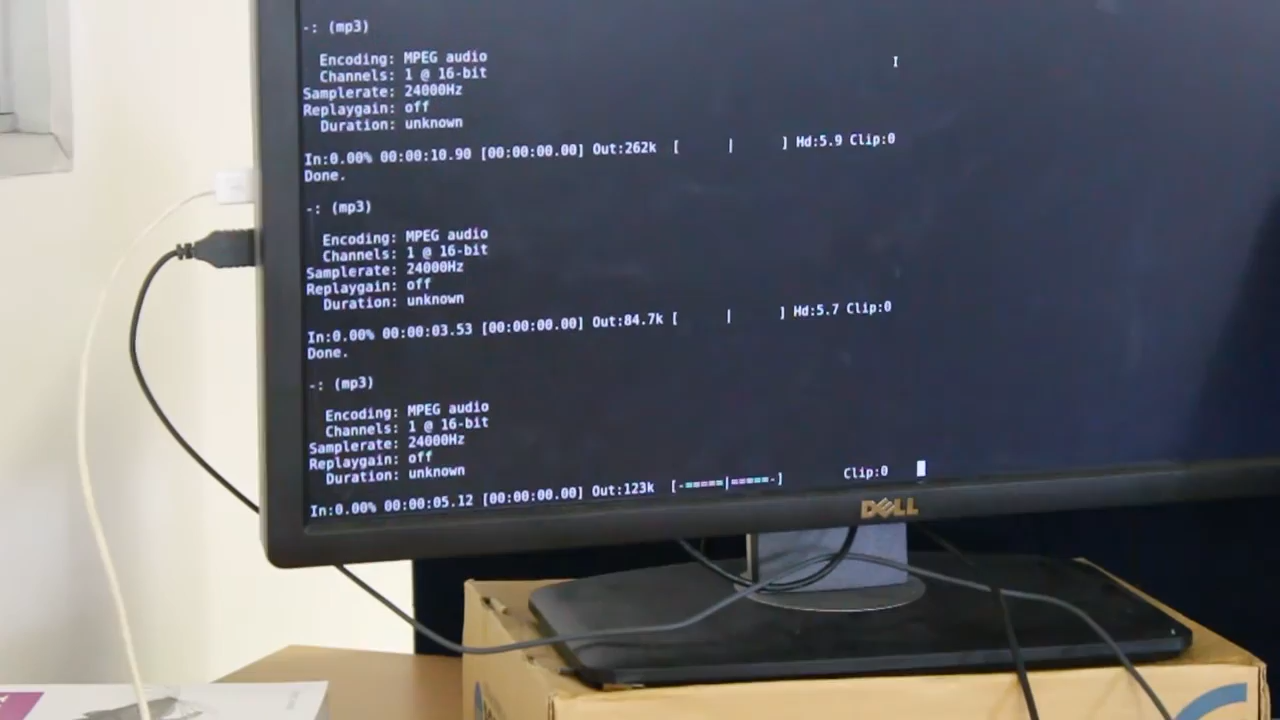 -: (mp3)
Encoding: MPEG audio
Channels: 1 @ 16-bit
Samplerate: 24000Hz
Replaygain: off
Duration: unknown
In:0.00% 00:00:10.90 [00:00:00.00] Out:262k [ | ] Hd:5.9 Clip:0
Done.
-: (mp3)
Encoding: MPEG audio
Channels: 1 @ 16-bit
Samplerate: 24000Hz
Replaygain: off
Duration: unknown
In:0.00% 00:00:03.53 [00:00:00.00] Out:84.7k [ | ] Hd:5.7 Clip:0
Done.
-: (mp3)
Encoding: MPEG audio
Channels: 1 @ 16-bit
Samplerate: 24000Hz
Replaygain: off
Duration: unknown
In:0.00% 00:00:05.12 [00:00:00.00] Out:123k [-=====|=====-] Clip:0
DELL